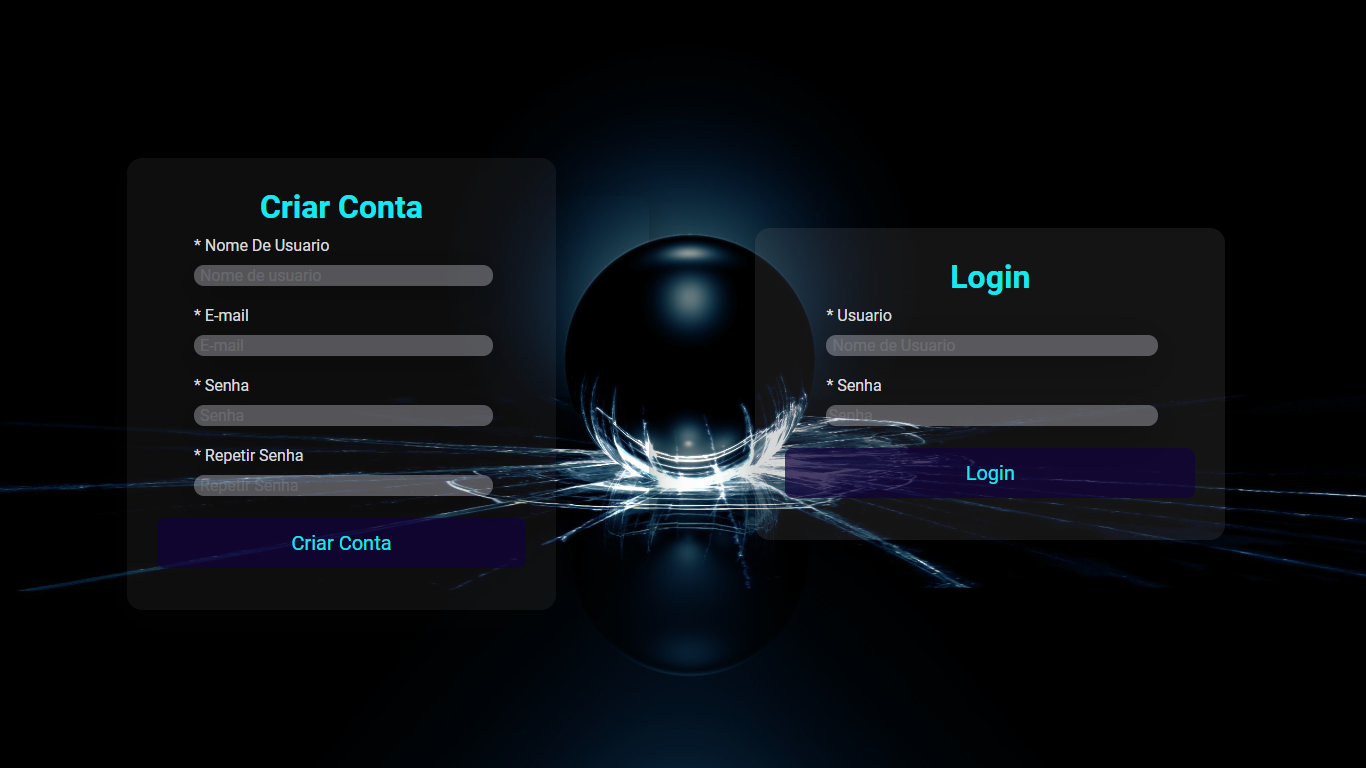 Criar Conta
* Nome De Usuario
Nome de usuario
* E-mail
E-mail
* Senha
Senha
* Repetir Senha
Repetir Senha
Criar Conta
Login
* Usuario
Nome de Usuario
* Senha
Senha
Login